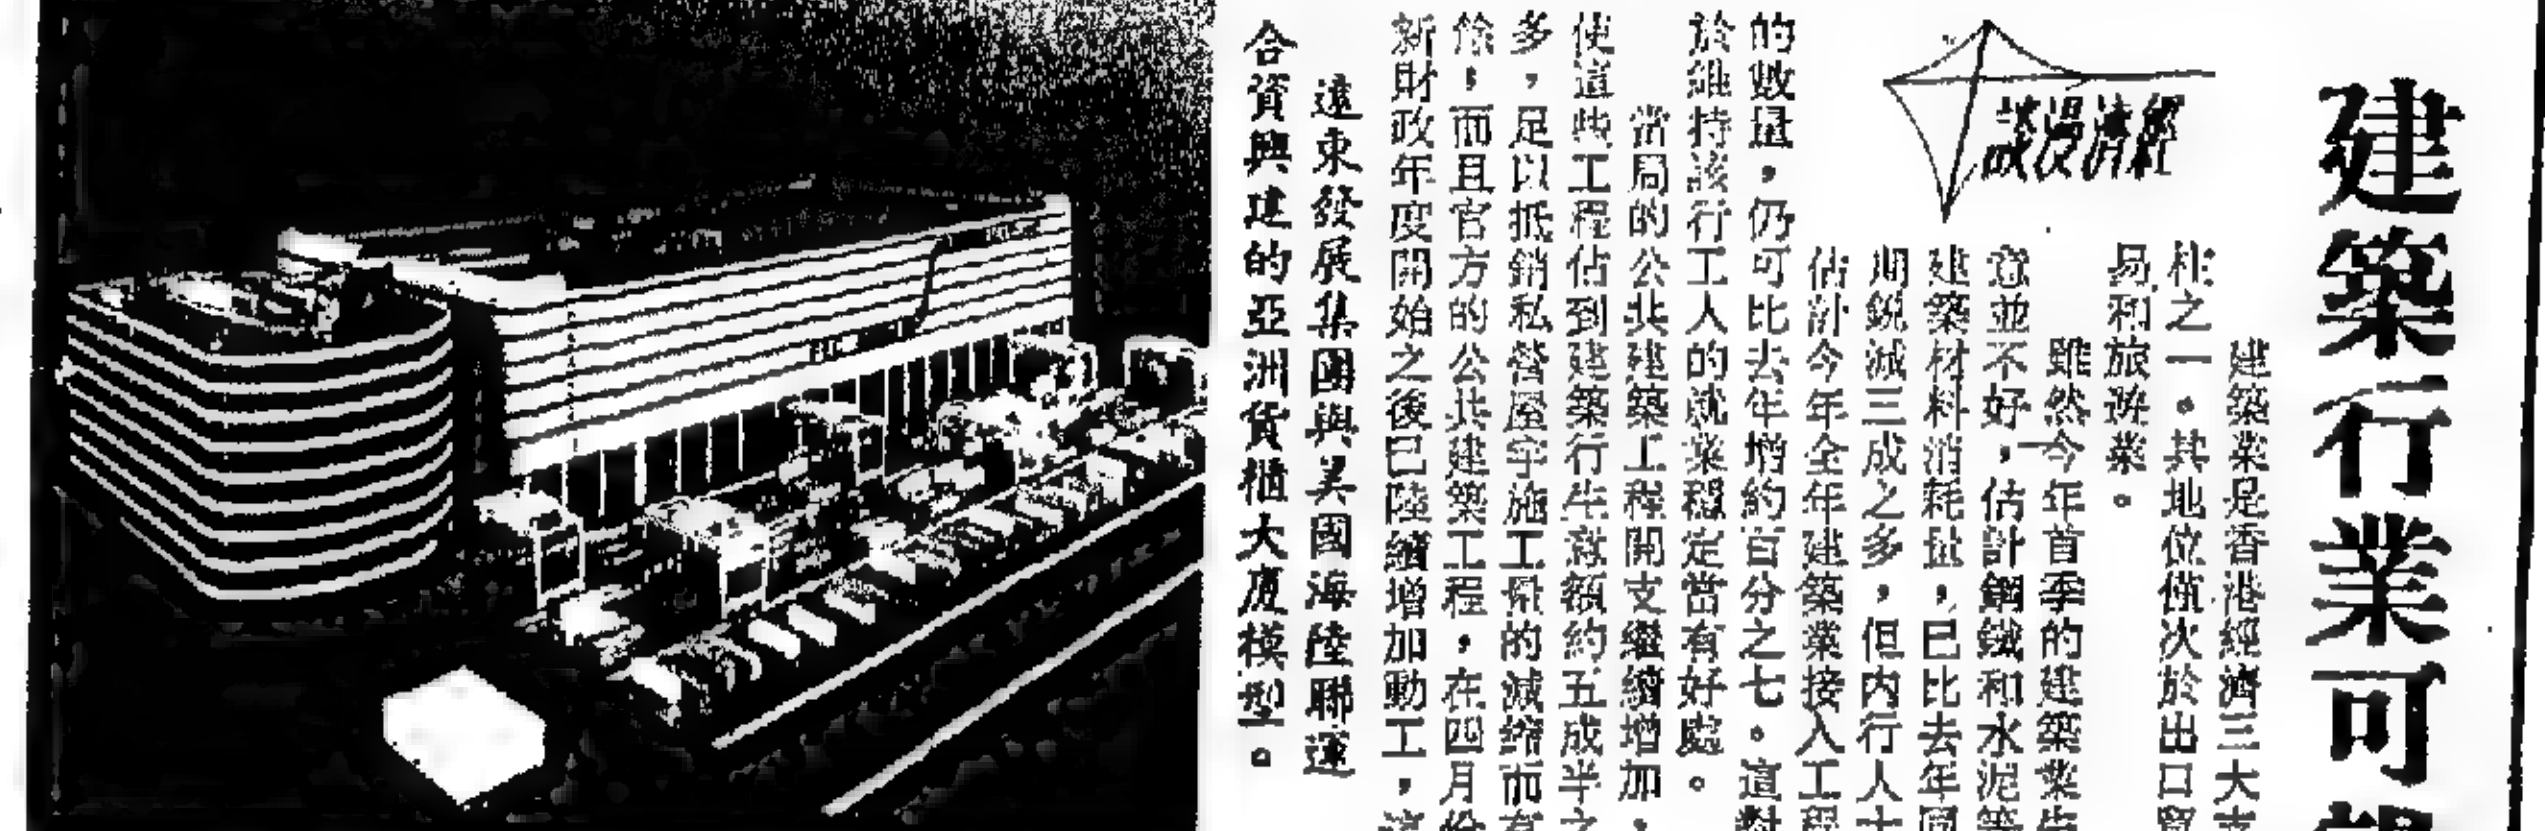 建築行業可
經濟漫談
建築業是香港經濟三大支
柱之一。其地位僅次於出口貿
易和旅遊業。
雖然今年首季的建築業生
意並不好，估計鋼鐵和水泥等
建築材料消耗量，已比去年同
期銳減三成之多，但內行人士
估計今年全年建築業接入工程
的數量，仍可比去年增約百分之七。這對
於維持該行工人的就業穩定當有好處。
當局的公共建築工程開支繼續增加，
使這些工程佔到建築行生意額約五成半之
多，足以抵銷私營屋宇施工量的減縮而有
餘，而且官方的公共建築工程，在四月份
新財政年度開始之後已陸續增加動工，這
遠東發展集團與美國海陸聯運
合資興建的亞洲貨櫃大廈模型。